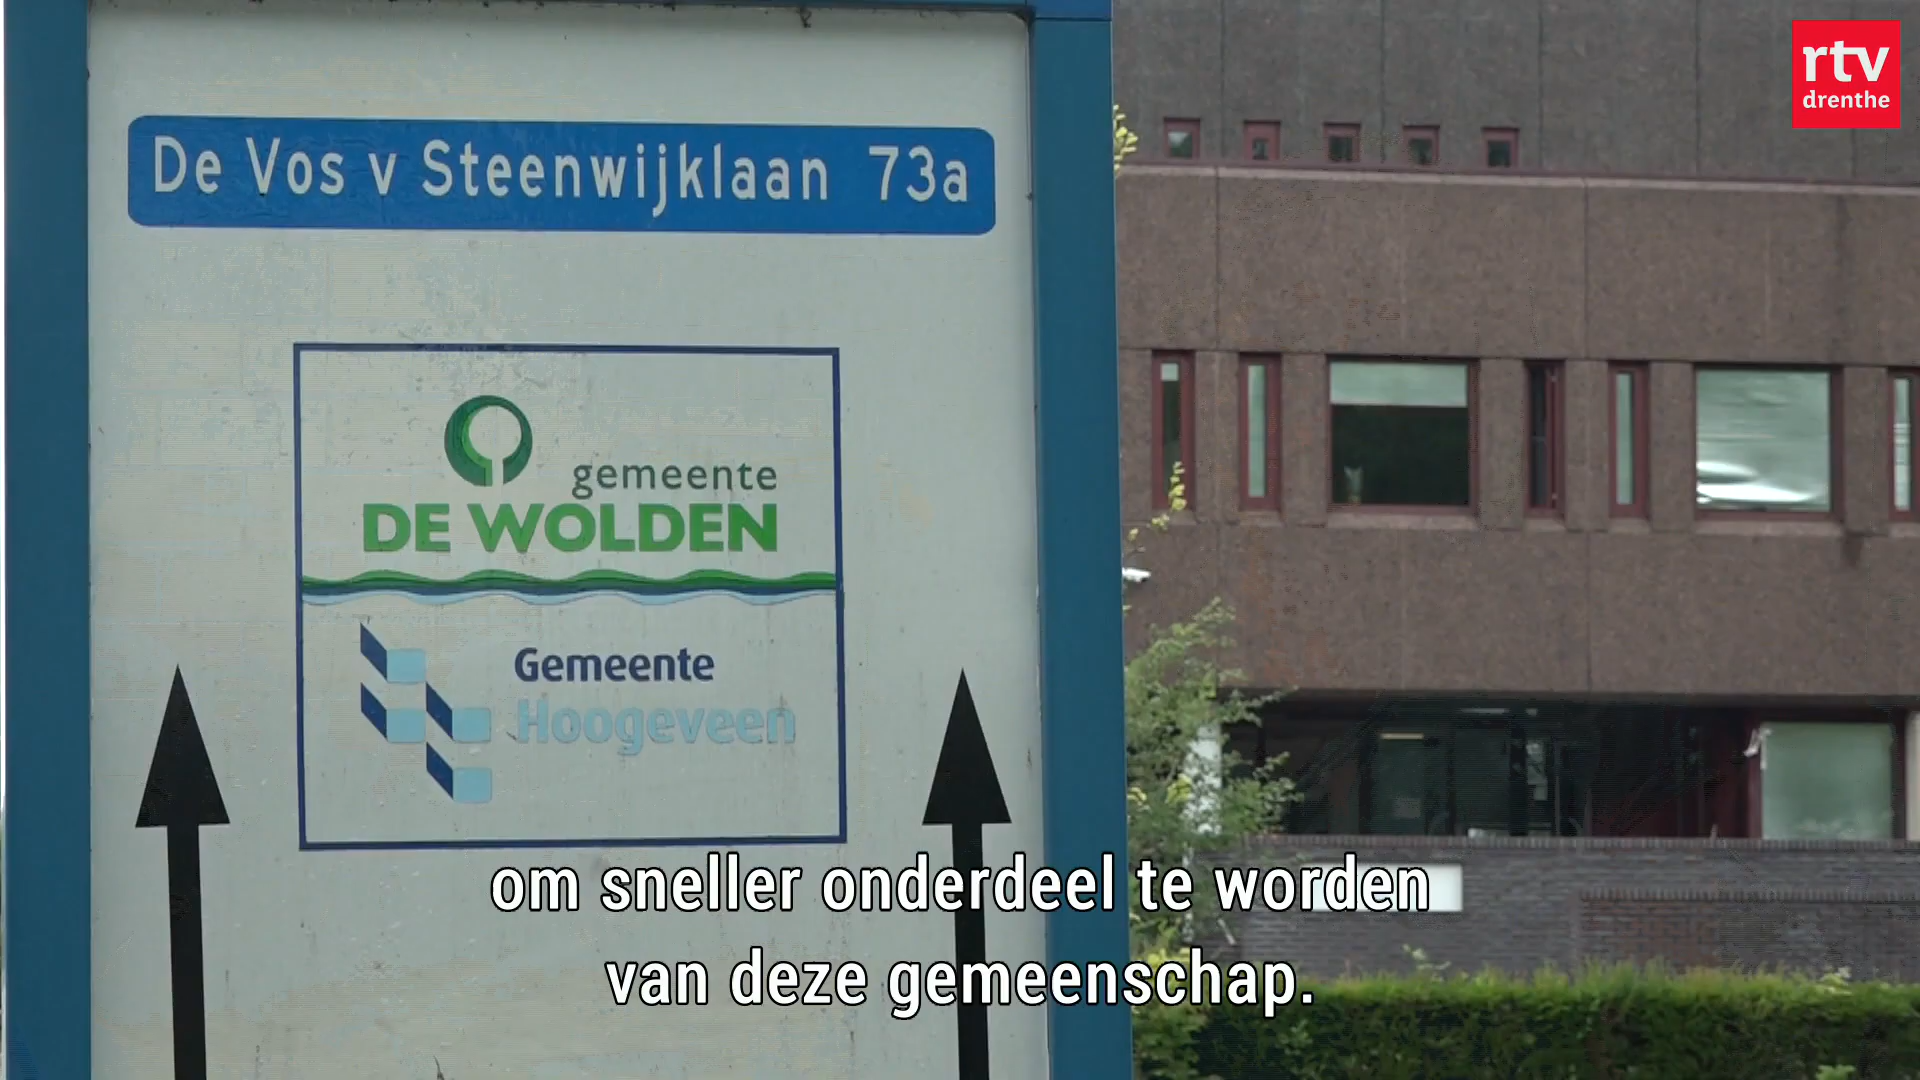 rtv
drenthe
De Vos v Steenwijklaan 73a
gemeente
DE WOLDEN
Gemeente
Hoogeveen
om sneller onderdeel te worden
van deze gemeenschap.